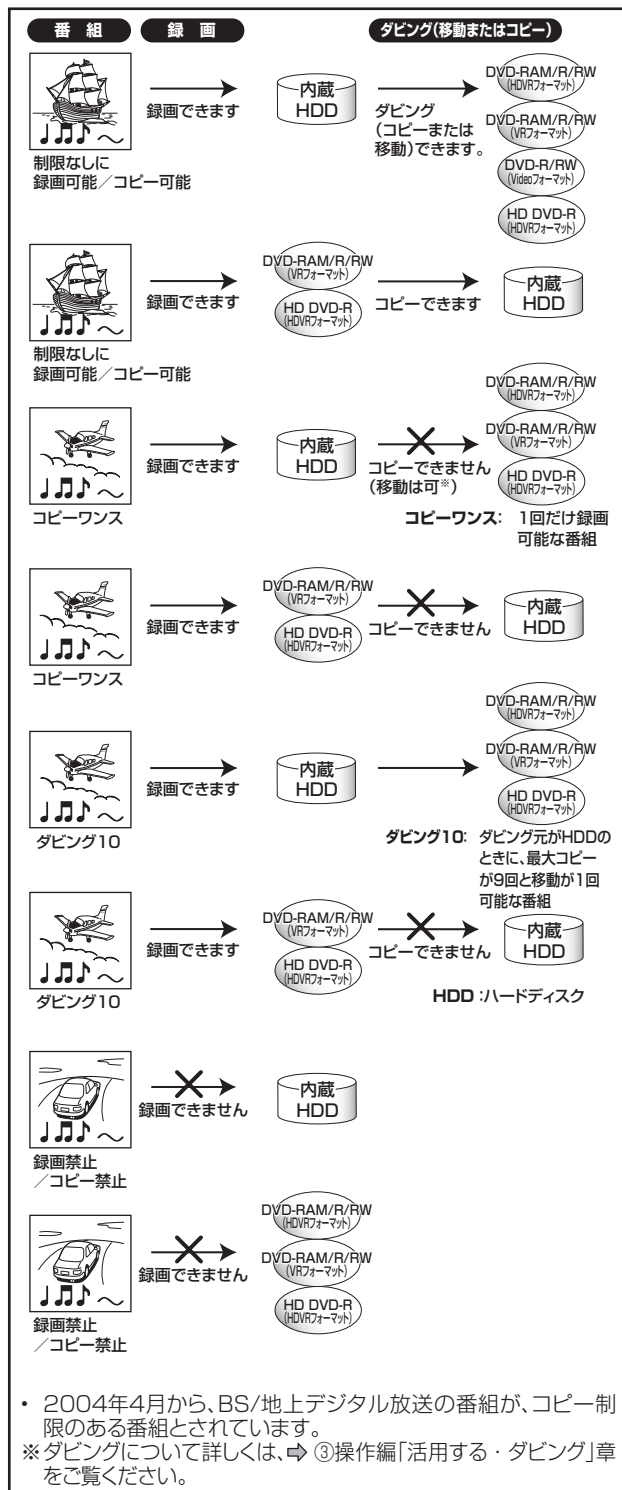 番 組
録 画
ダビング(移動またはコピー)
録画できます
内蔵
HDD
ダビング
(コピーまたは
移動)できます。
DVD-RAM/R/RW
(HDVRフォーマット)
DVD-RAM/R/RW
(VRフォーマット)
DVD-R/RW
(Videoフォーマット)
HD DVD-R
(HDVRフォーマット)
制限なしに
録画可能／コピー可能
録画できます
DVD-RAM/R/RW
(VRフォーマット)
HD DVD-R
(HDVRフォーマット)
コピーできます
内蔵
HDD
制限なしに
録画可能／コピー可能
録画できます
内蔵
HDD
コピーできません
(移動は可※)
DVD-RAM/R/RW
(HDVRフォーマット)
DVD-RAM/R/RW
(VRフォーマット)
HD DVD-R
(HDVRフォーマット)
コピーワンス
コピーワンス： 1回だけ録画
可能な番組
録画できます
DVD-RAM/R/RW
(VRフォーマット)
HD DVD-R
(HDVRフォーマット)
コピーできません
内蔵
HDD
コピーワンス
録画できます
内蔵
HDD
DVD-RAM/R/RW
(HDVRフォーマット)
DVD-RAM/R/RW
(VRフォーマット)
HD DVD-R
(HDVRフォーマット)
ダビング10
ダビング10： ダビング元がHDDの
ときに、最大コピー
が9回と移動が1回
可能な番組
録画できます
DVD-RAM/R/RW
(VRフォーマット)
HD DVD-R
(HDVRフォーマット)
コピーできません
内蔵
HDD
ダビング10
HDD：ハードディスク
録画できません
内蔵
HDD
録画禁止
／コピー禁止
録画できません
DVD-RAM/R/RW
(HDVRフォーマット)
DVD-RAM/R/RW
(VRフォーマット)
HD DVD-R
(HDVRフォーマット)
録画禁止
／コピー禁止
・ 2004年4月から、BS/地上デジタル放送の番組が、コピー制
限のある番組とされています。
※ダビングについて詳しくは、⇨ ③操作編「活用する・ダビング」章
をご覧ください。